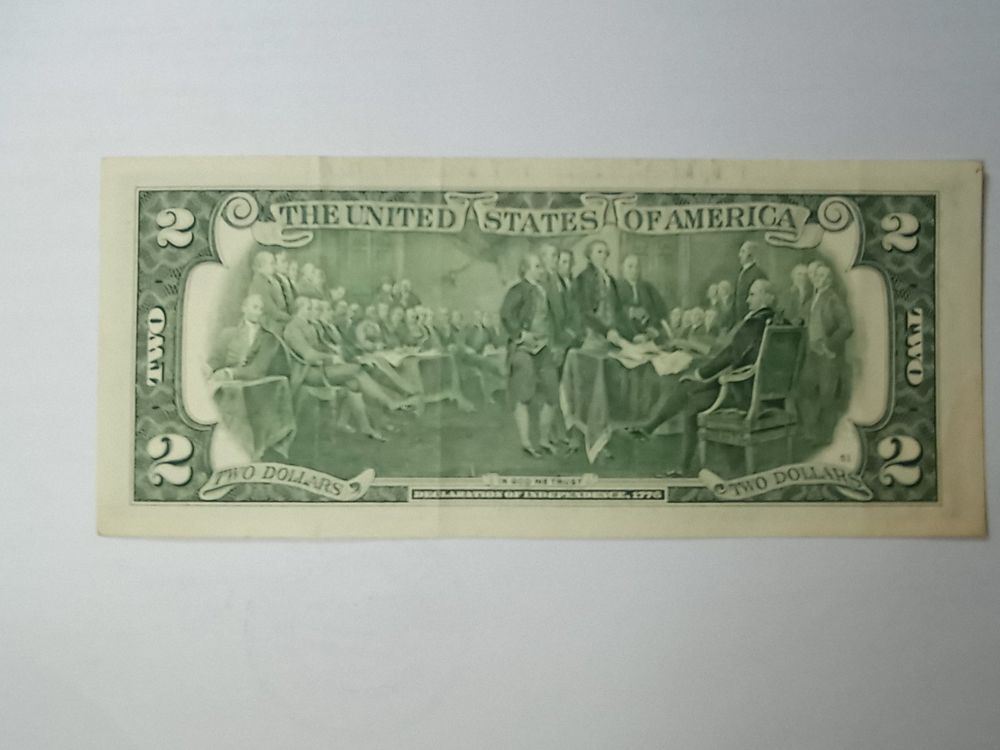 THE UNITED STATES OF AMERICA
2
2
TWO
TWO
2
2
TWO DOLLARS
TWO DOLLARS
IN GOD WE TRUST
DECLARATION OF INDEPENDENCE, 1776